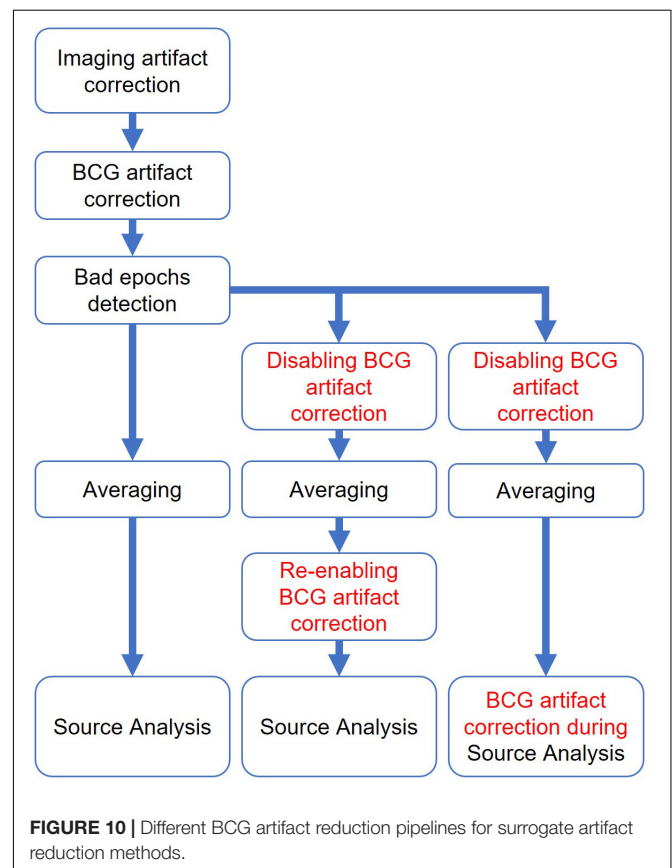 Imaging artifact
correction
BCG artifact
correction
Bad epochs
detection
Disabling BCG
artifact
correction
Disabling BCG
artifact
correction
Averaging
Averaging
Averaging
Re-enabling
BCG artifact
correction
Source Analysis
Source Analysis
BCG artifact
correction during
Source Analysis
FIGURE 10 | Different BCG artifact reduction pipelines for surrogate artifact
reduction methods.